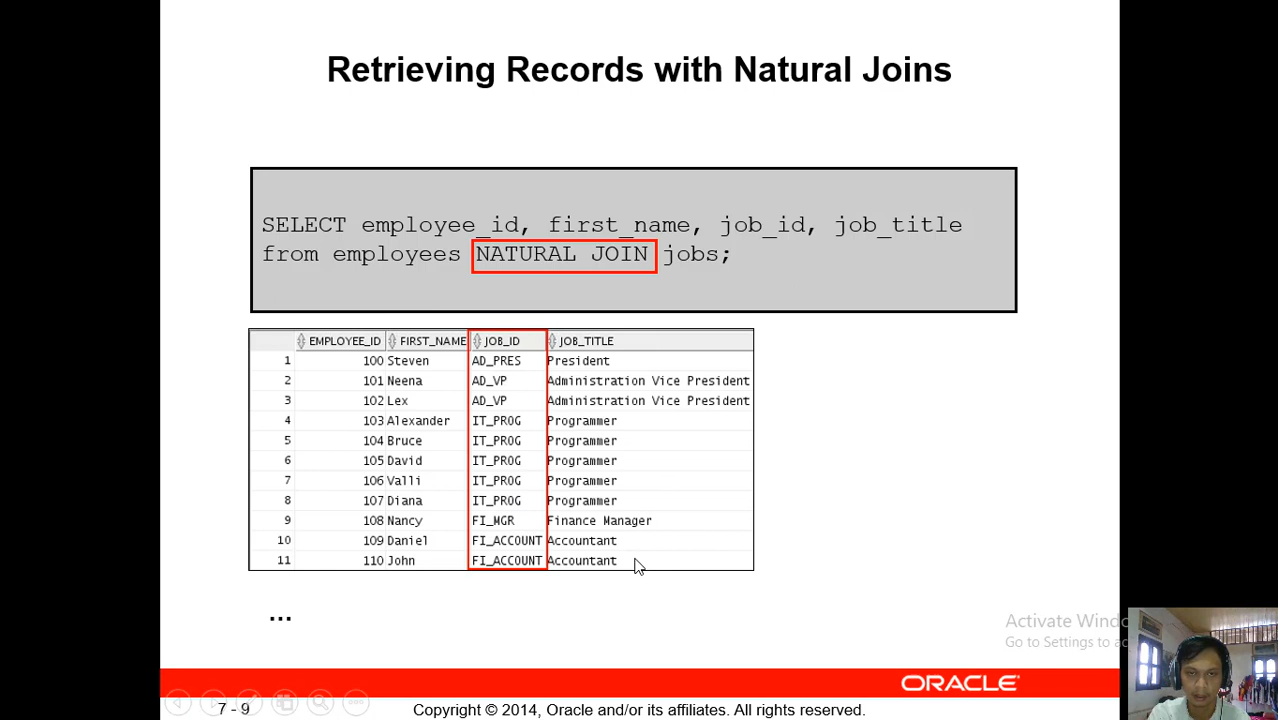 Retrieving Records with Natural Joins
SELECT employee_id, first_name, job_id, job_title
from employees NATURAL JOIN jobs;
EMPLOYEE_ID FIRST_NAME JOB_ID JOB_TITLE
1 100 Steven AD_PRES President
2 101 Neena AD_VP Administration Vice President
3 102 Lex AD_VP Administration Vice President
4 103 Alexander IT_PROG Programmer
5 104 Bruce IT_PROG Programmer
6 105 David IT_PROG Programmer
7 106 Valli IT_PROG Programmer
8 107 Diana IT_PROG Programmer
9 108 Nancy FI_MGR Finance Manager
10 109 Daniel FI_ACCOUNT Accountant
11 110 John FI_ACCOUNT Accountant
...
Activate Windo
Go to Settings to ac
ORACLE
7 - 9 Copyright © 2014, Oracle and/or its affiliates. All rights reserved.